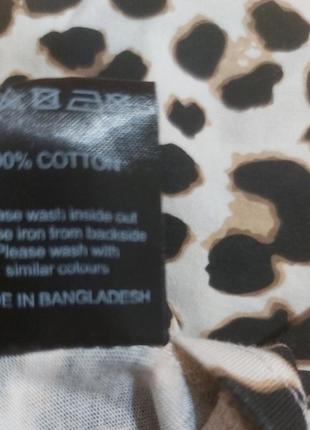 00% COTTON
ase wash inside out
se iron from backside
Please wash with
similar colours
DE IN BANGLADESH